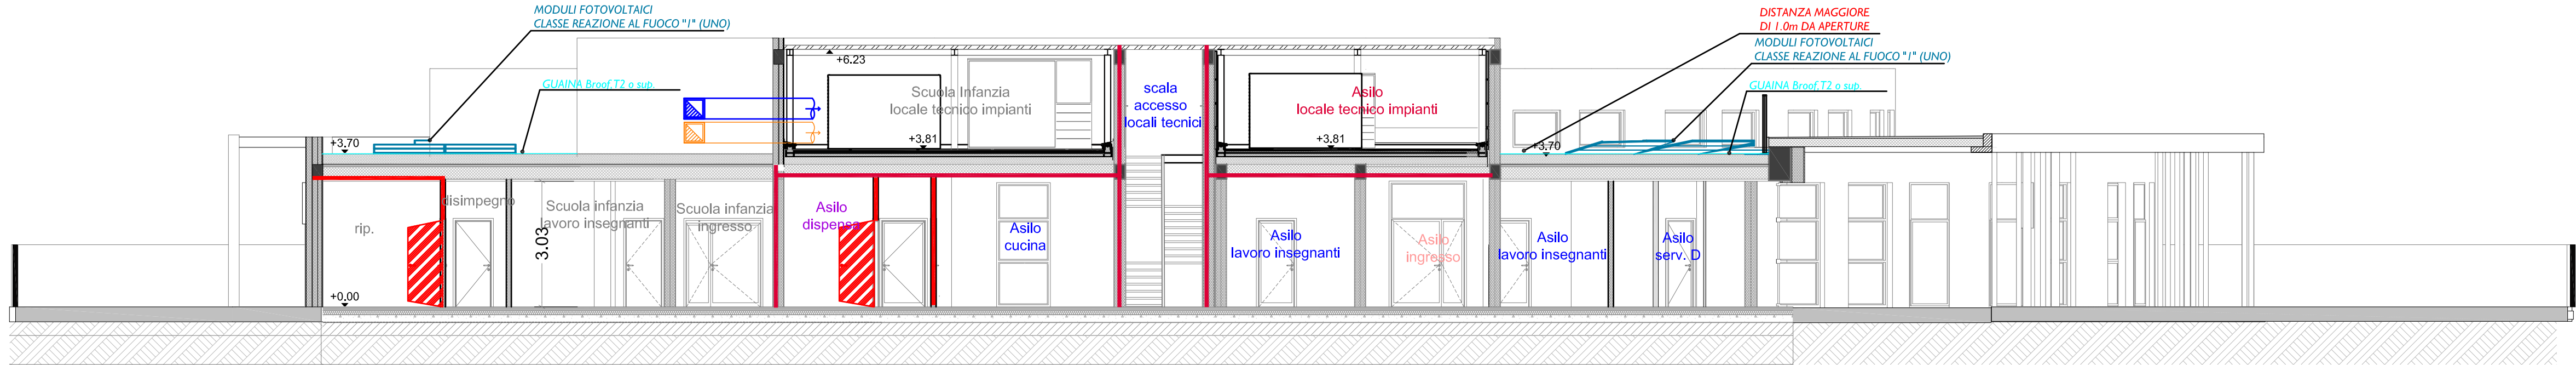 MODULI FOTOVOLTAICI
CLASSE REAZIONE AL FUOCO "1" (UNO)
DISTANZA MAGGIORE
DI 1.0m DA APERTURE
MODULI FOTOVOLTAICI
CLASSE REAZIONE AL FUOCO "1" (UNO)
GUAINA Broof,T2 o sup.
GUAINA Broof,T2 o sup.
+6.23
Scuola Infanzia
locale tecnico impianti
scala
accesso
locali tecnici
Asilo
locale tecnico impianti
+3.70
+3.81
+3.81
+3.70
rip.
disimpegno
Scuola infanzia
lavoro insegnanti
3.03
Scuola infanzia
ingresso
Asilo
dispensa
Asilo
cucina
Asilo
lavoro insegnanti
Asilo
ingresso
Asilo
lavoro insegnanti
Asilo
serv. D
+0.00